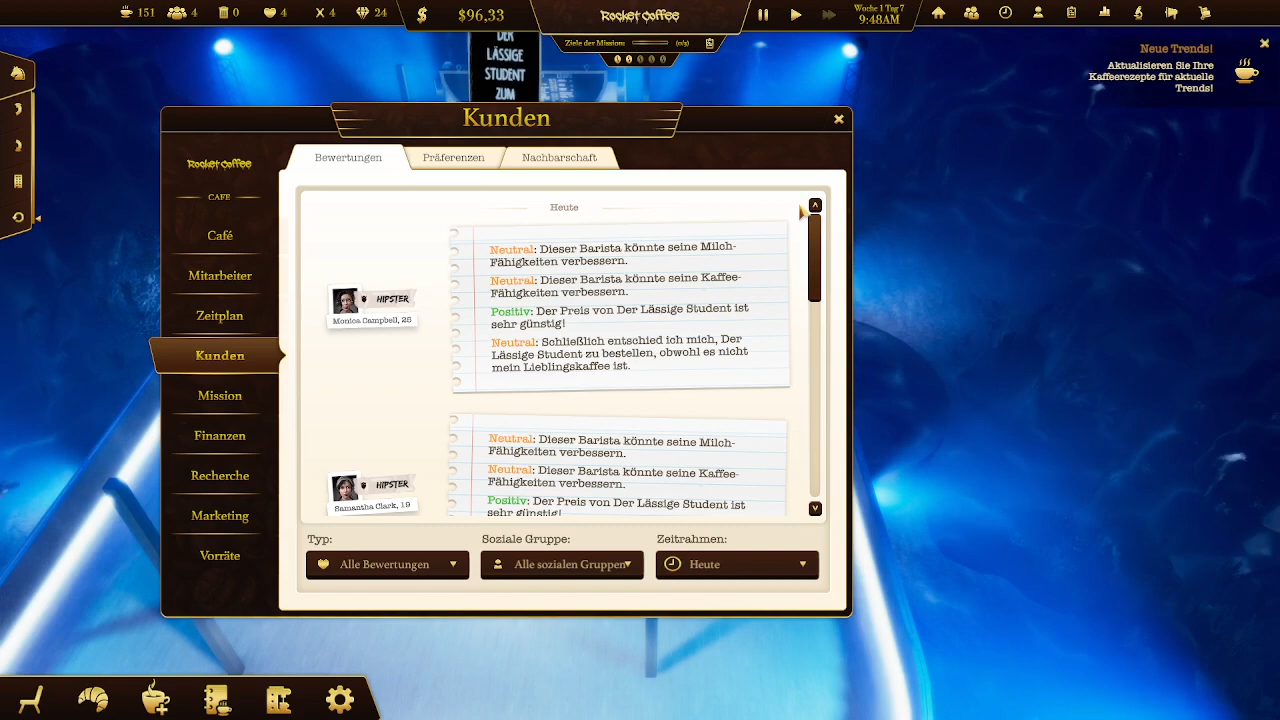 151
4
0
4
4
24
$96,33
Rocket Coffee
Woche 1 Tag 7
9:48AM
Ziele der Mission:
(0/3)
Neue Trends!
Aktualisieren Sie Ihre
Kaffeerezepte für aktuelle
Trends!
DER
LÄSSIGE
STUDENT
ZUM
Kunden
Rocket Coffee
CAFE
Café
Mitarbeiter
Zeitplan
Kunden
Mission
Finanzen
Recherche
Marketing
Vorräte
Bewertungen
Präferenzen
Nachbarschaft
Heute
HIPSTER
Monica Campbell, 25
Neutral: Dieser Barista könnte seine Milch-
Fähigkeiten verbessern.
Neutral: Dieser Barista könnte seine Kaffee-
Fähigkeiten verbessern.
Positiv: Der Preis von Der Lässige Student ist
sehr günstig!
Neutral: Schließlich entschied ich mich, Der
Lässige Student zu bestellen, obwohl es nicht
mein Lieblingskaffee ist.
HIPSTER
Samantha Clark, 19
Neutral: Dieser Barista könnte seine Milch-
Fähigkeiten verbessern.
Neutral: Dieser Barista könnte seine Kaffee-
Fähigkeiten verbessern.
Positiv: Der Preis von Der Lässige Student ist
sehr günstig!
Typ:
Soziale Gruppe:
Zeitrahmen:
Alle Bewertungen
Alle sozialen Gruppen
Heute